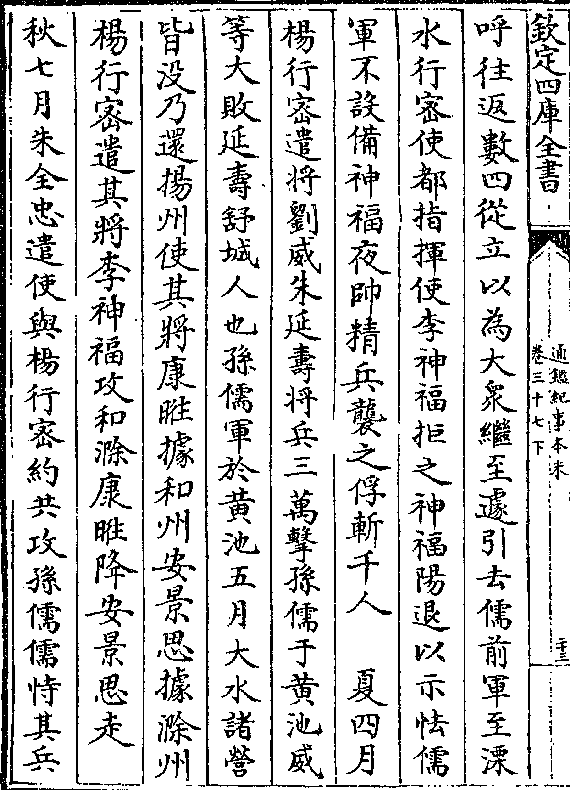 欽定四庫全書
通鑑紀事本末
卷三十七下
呼往返數四從立以為大衆繼至遽引去儒前軍至溧
水行密使都指揮使李神福拒之神福陽退以示怯儒
軍不設備神福夜帥精兵襲之俘斬千人　夏四月
楊行密遣將劉威朱延壽將兵三萬擊孫儒于黃池威
等大敗延壽舒城人也孫儒軍於黃池五月大水諸營
皆没乃還揚州使其將康暀據和州安景思據滁州
楊行密遣其將李神福攻和滁康暀降安景思走
秋七月朱全忠遣使與楊行密約共攻孫儒儒恃其兵